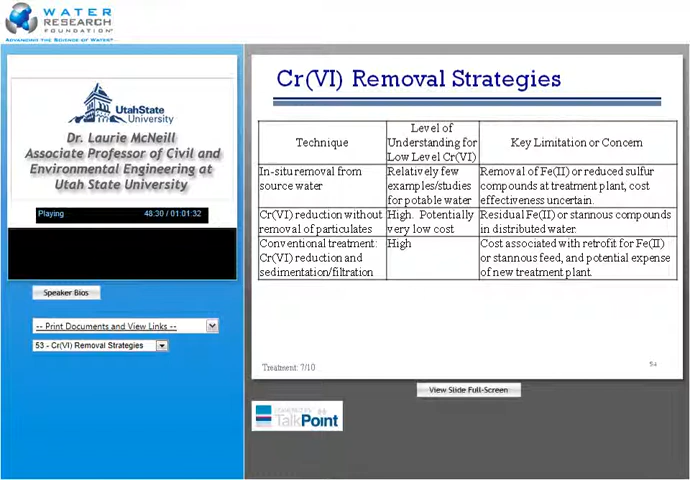 WATER
RESEARCH
FOUNDATION
ADVANCING THE SCIENCE OF WATER
UtahState
University
Dr. Laurie McNeill
Associate Professor of Civil and
Environmental Engineering at
Utah State University
Playing 48:30 / 01:01:32
Speaker Bios
-- Print Documents and View Links --
53 - Cr(VI) Removal Strategies
Cr(VI) Removal Strategies
Technique
Level of
Understanding for
Low Level Cr(VI)
Key Limitation or Concern
In-situ removal from
source water
Relatively few
examples/studies
for potable water
Removal of Fe(II) or reduced sulfur
compounds at treatment plant, cost
effectiveness uncertain.
Cr(VI) reduction without
removal of particulates
High. Potentially
very low cost
Residual Fe(II) or stannous compounds
in distributed water.
Conventional treatment:
Cr(VI) reduction and
sedimentation/filtration
High
Cost associated with retrofit for Fe(II)
or stannous feed, and potential expense
of new treatment plant.
Treatment: 7/10
54
View Slide Full-Screen
TalkPoint